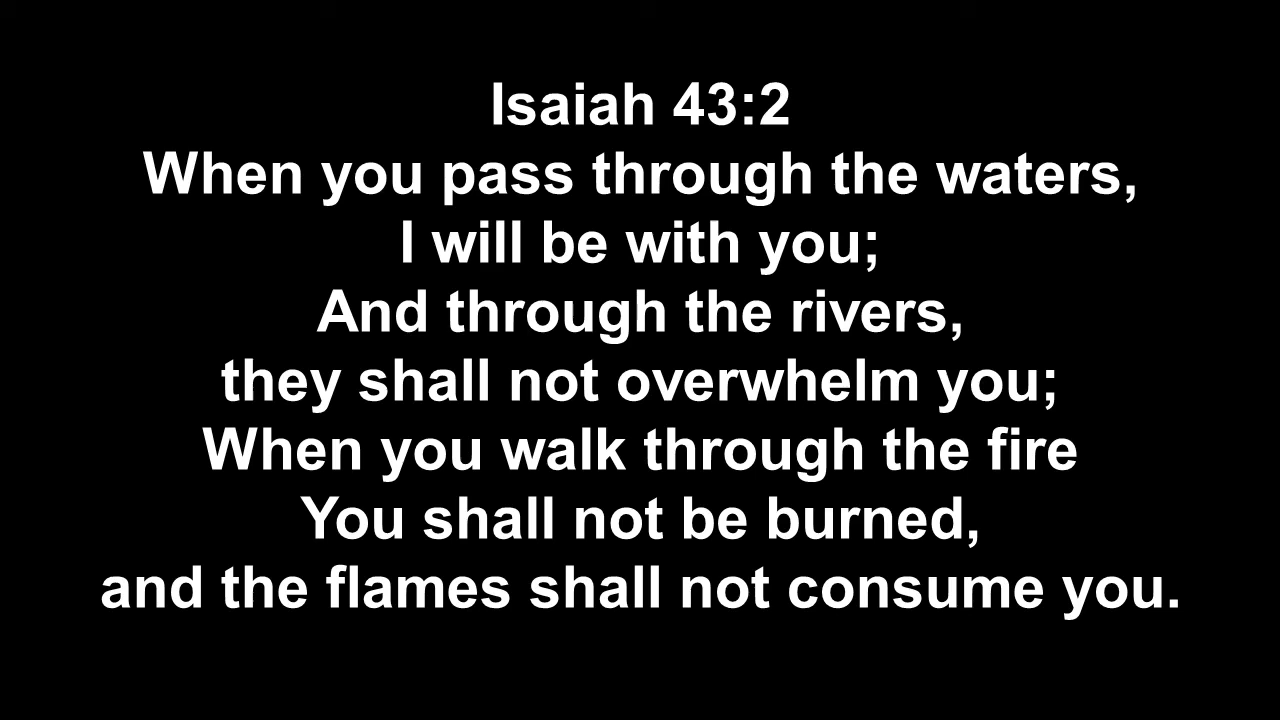 Isaiah 43:2
When you pass through the waters,
I will be with you;
And through the rivers,
they shall not overwhelm you;
When you walk through the fire
You shall not be burned,
and the flames shall not consume you.